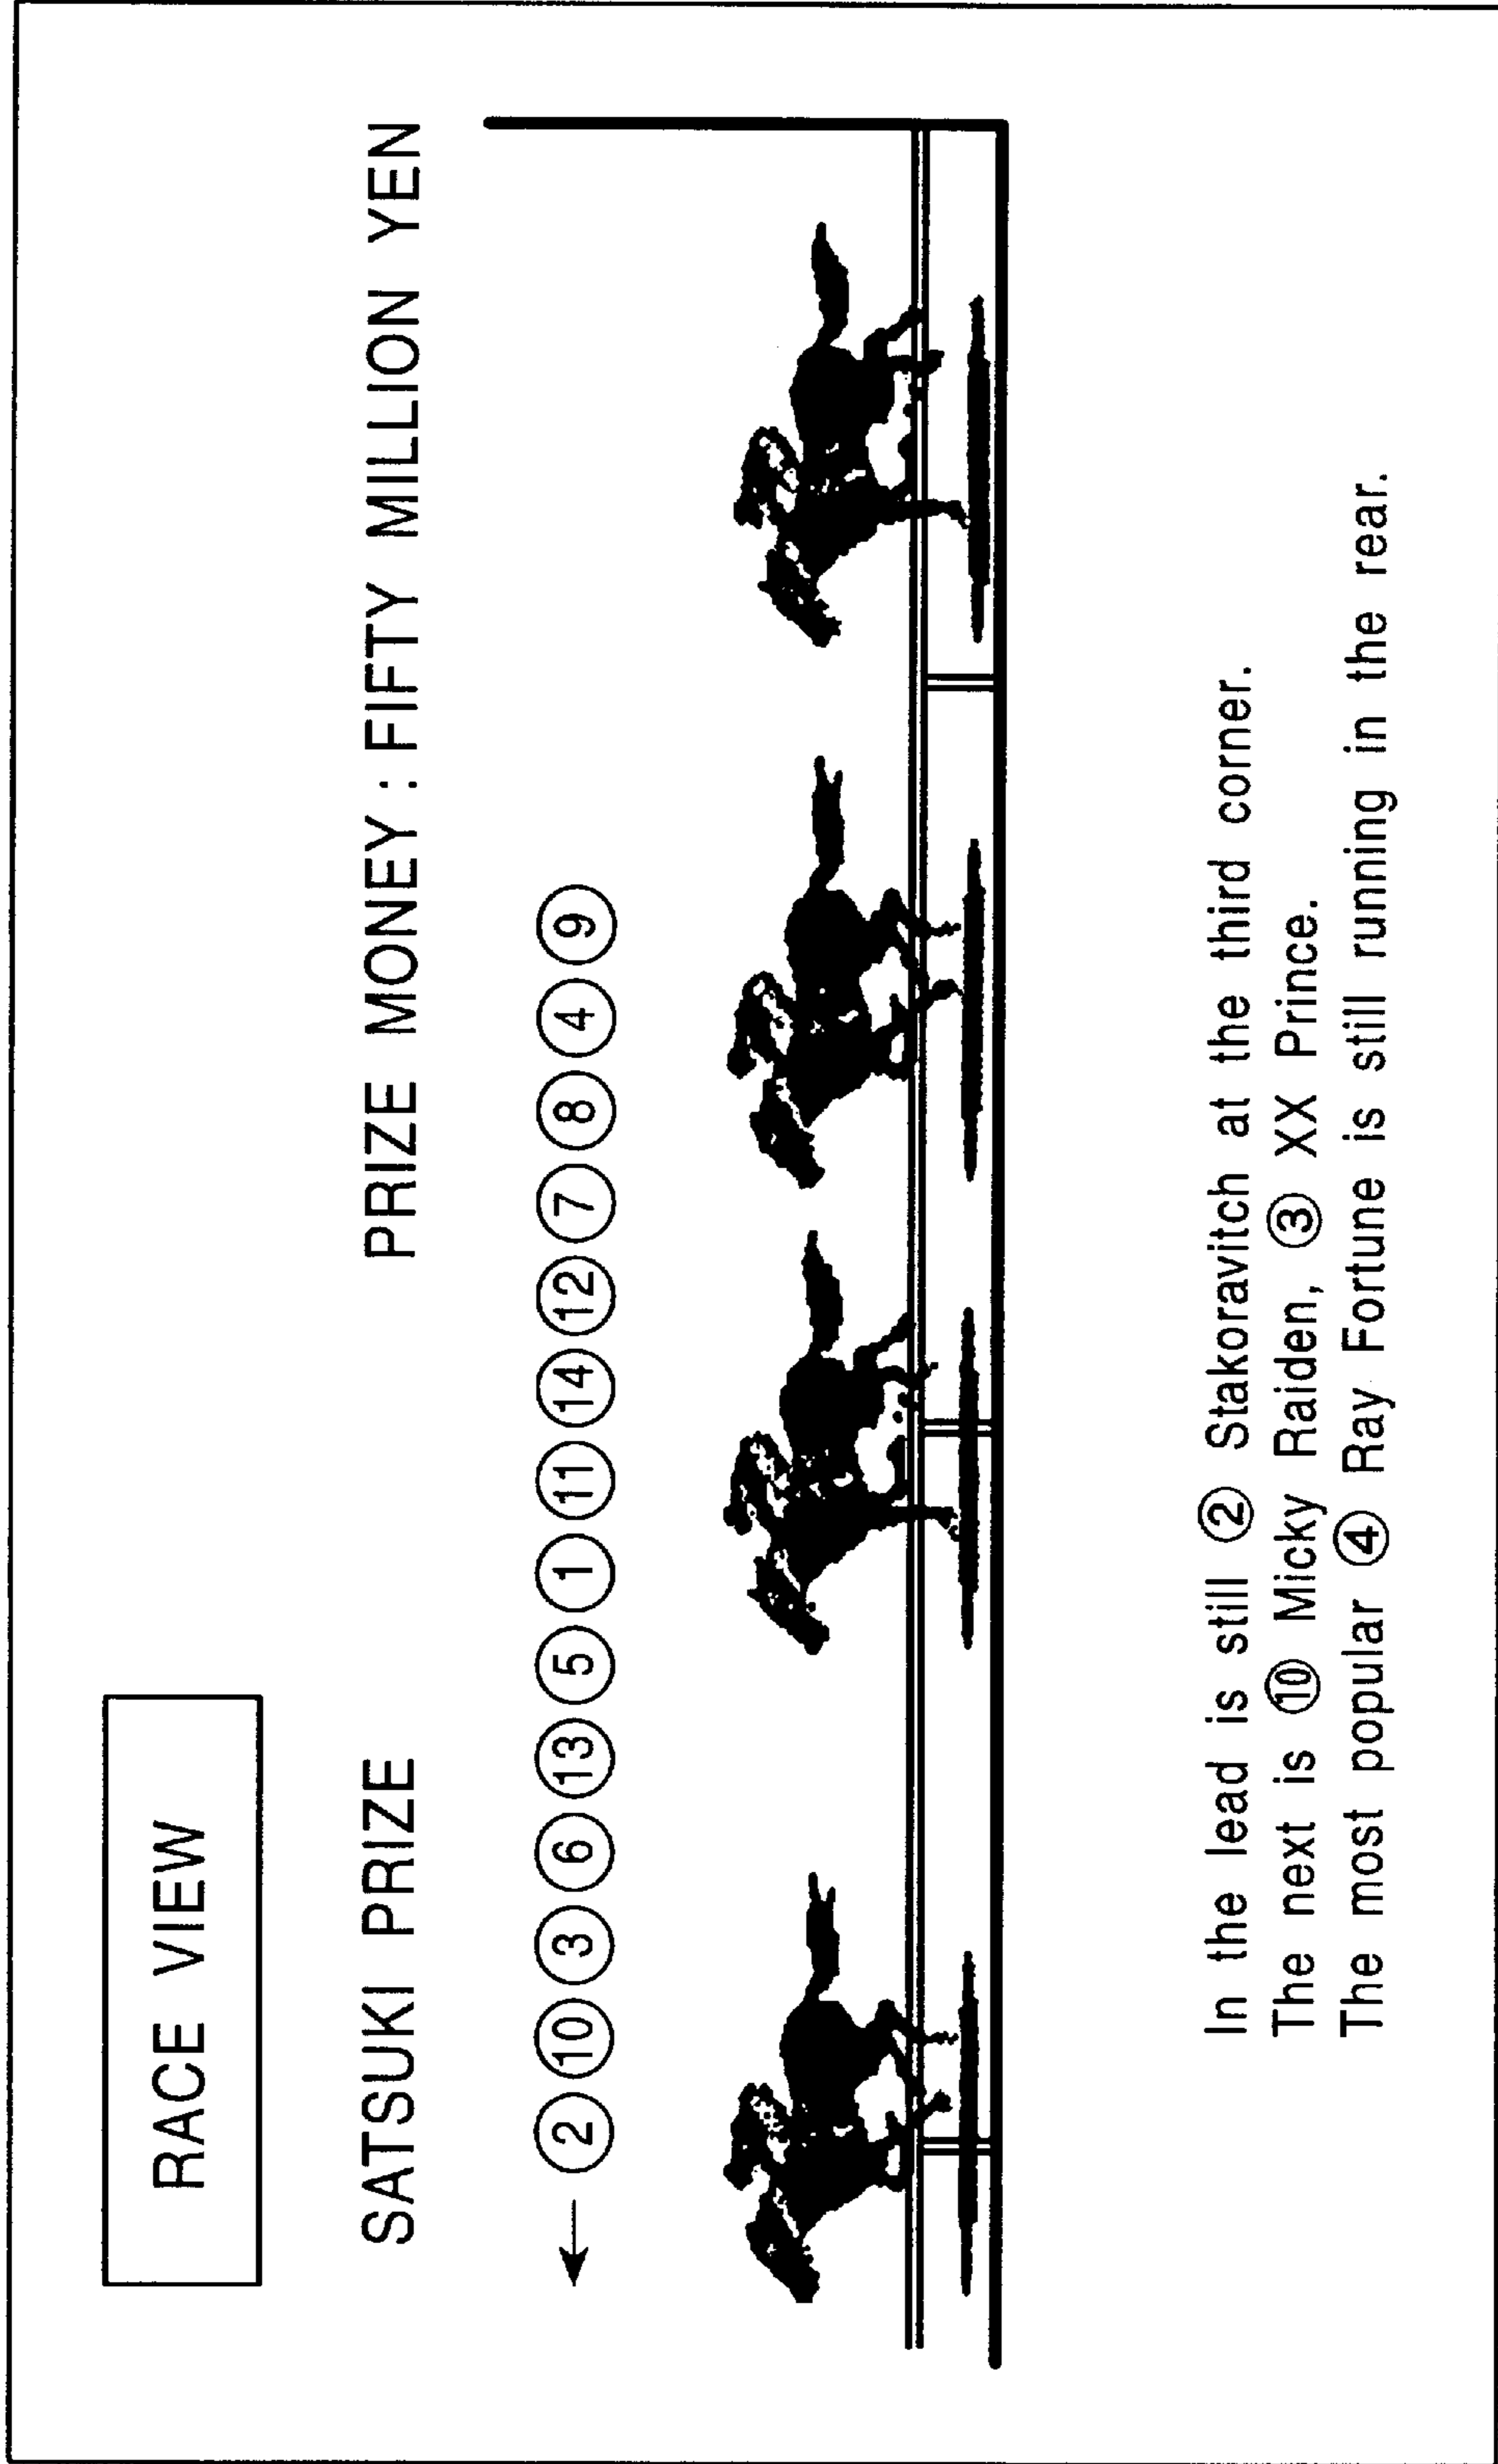 RACE VIEW
SATSUKI PRIZE PRIZE MONEY : FIFTY MILLION YEN
← ② ⑩ ③ ⑥ ⑬ ⑤ ① ⑪ ⑭ ⑫ ⑦ ⑧ ④ ⑨
In the lead is still ② Stakoravitch at the third corner.
The next is ⑩ Micky Raiden, ③ XX Prince.
The most popular ④ Ray Fortune is still running in the rear.